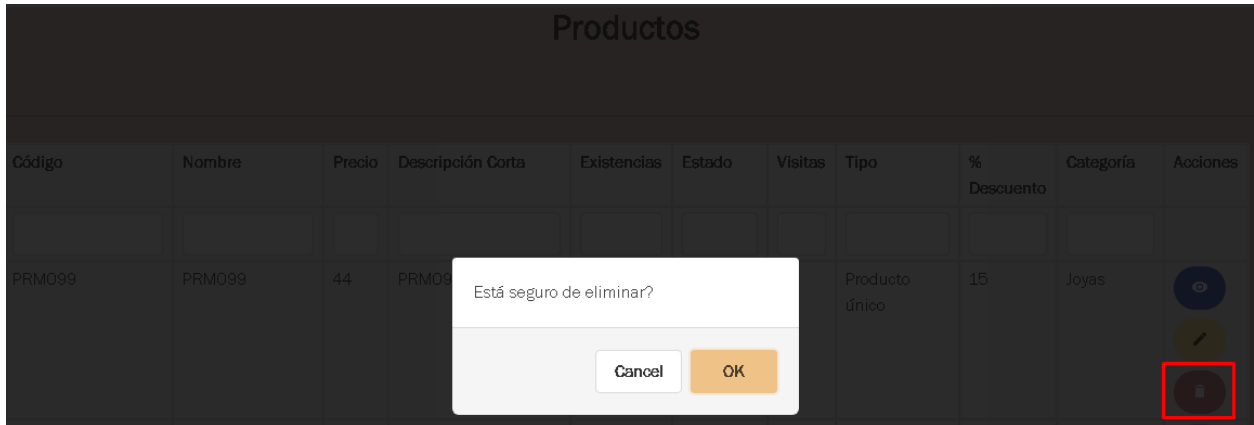 Productos
Código Nombre Precio Descripción Corta Existencias Estado Visitas Tipo % Descuento Categoría Acciones
PRM099 PRM099 44 PRM09 Producto único 15 Joyas
Está seguro de eliminar?
Cancel OK